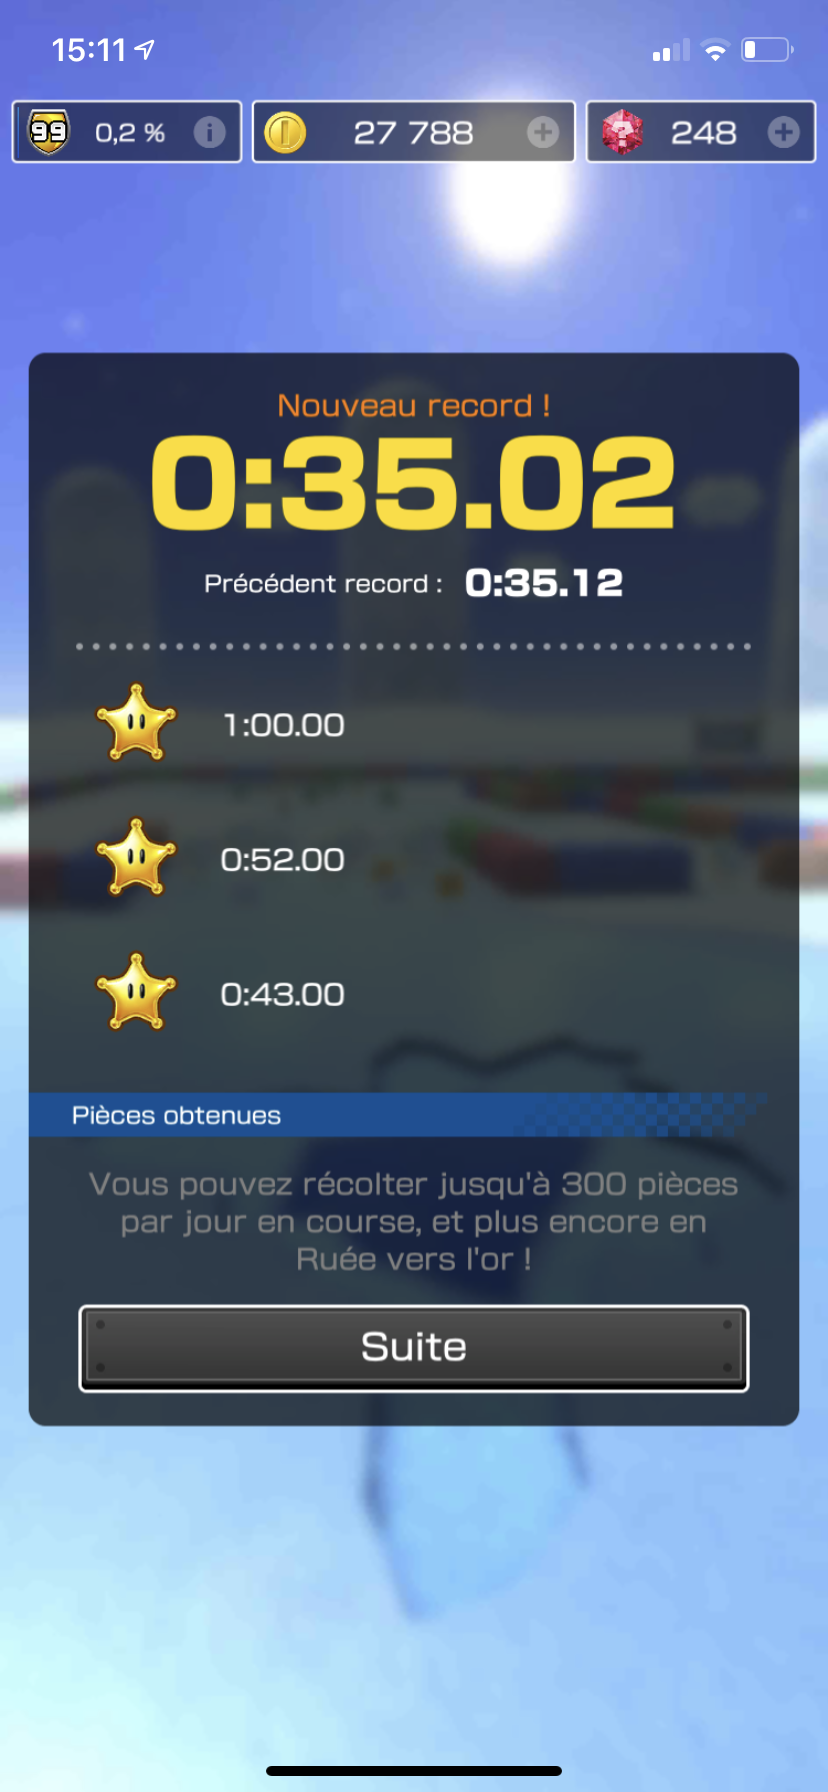 15:11
99 0,2 % i 27 788 + 248 +
Nouveau record !
0:35.02
Précédent record : 0:35.12
1:00.00
0:52.00
0:43.00
Pièces obtenues
Vous pouvez récolter jusqu'à 300 pièces
par jour en course, et plus encore en
Ruée vers l'or !
Suite